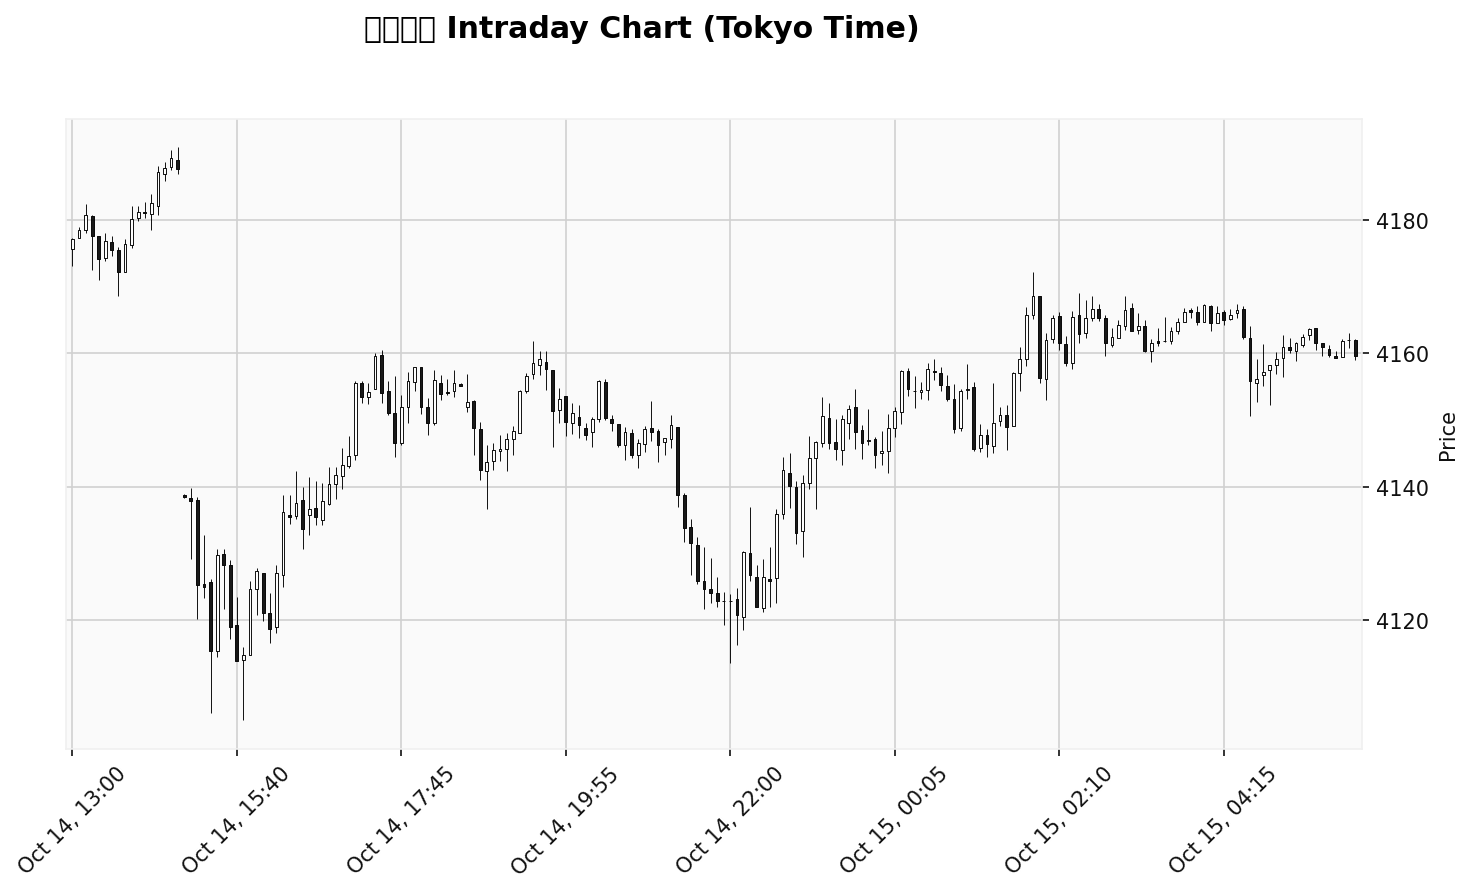 Intraday Chart (Tokyo Time)
4180
4160
4140
4120
Price
Oct 14, 13:00
Oct 14, 15:40
Oct 14, 17:45
Oct 14, 19:55
Oct 14, 22:00
Oct 15, 00:05
Oct 15, 02:10
Oct 15, 04:15